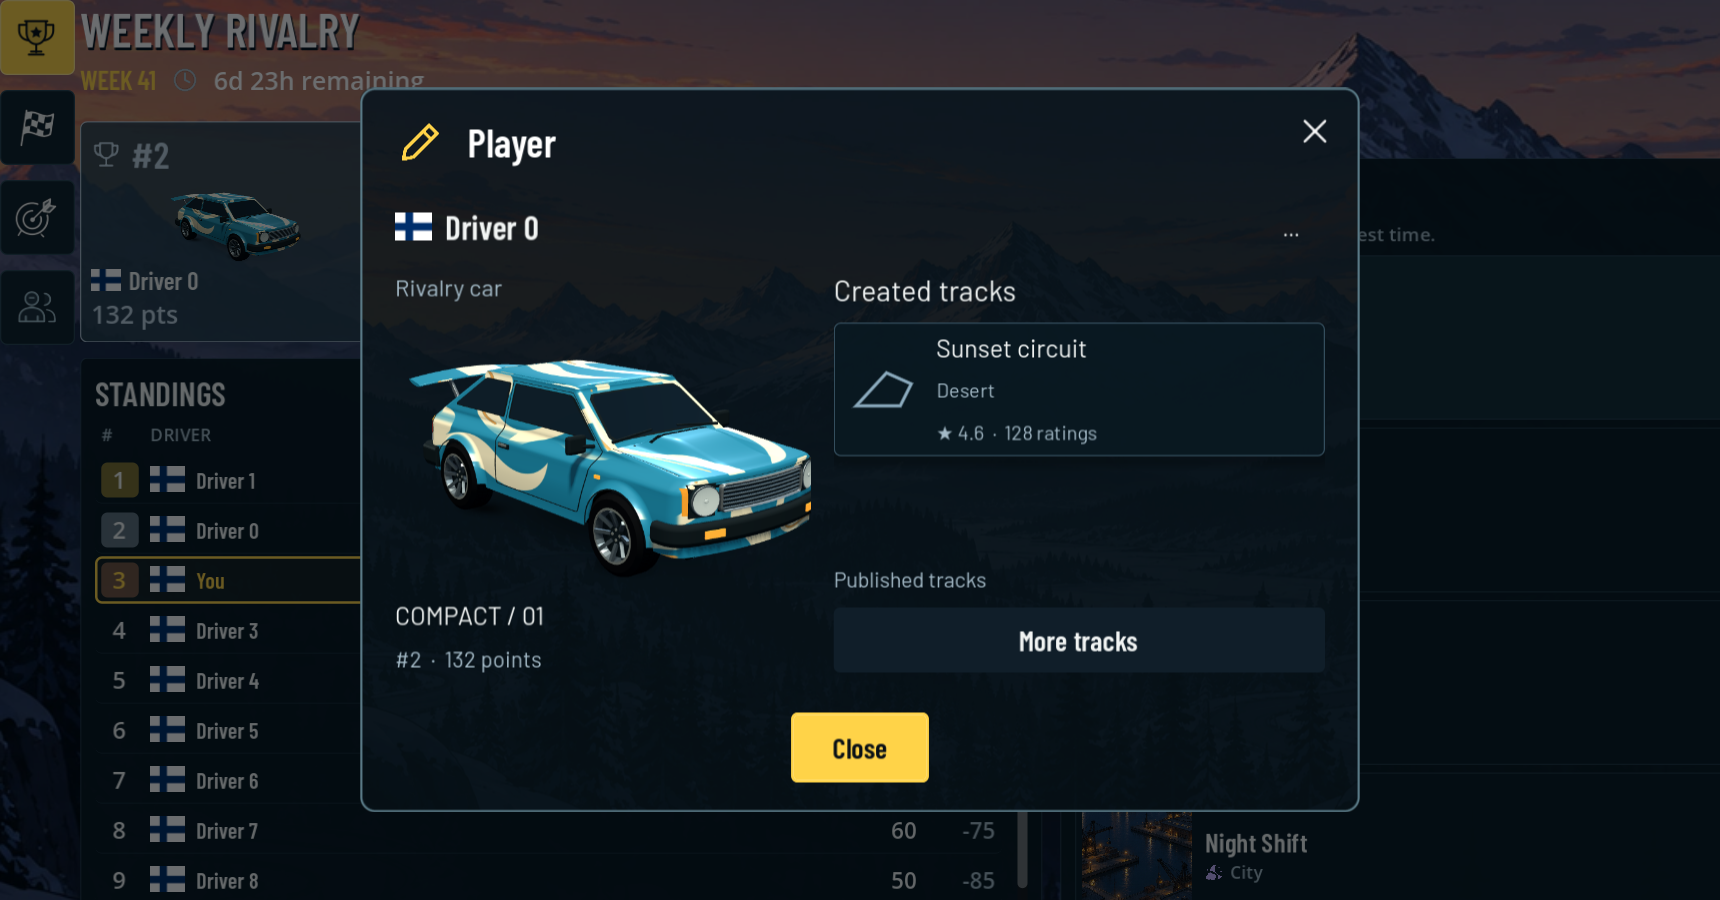 WEEKLY RIVALRY
WEEK 41 6d 23h remaining
#2
Driver 0
132 pts
STANDINGS
# DRIVER
1 Driver 1
2 Driver 0
3 You
4 Driver 3
5 Driver 4
6 Driver 5
7 Driver 6
8 Driver 7 60 -75
9 Driver 8 50 -85
Player
Driver 0
...
Rivalry car
COMPACT / 01
#2 · 132 points
Created tracks
Sunset circuit
Desert
★ 4.6 · 128 ratings
Published tracks
More tracks
Close
est time.
Night Shift
City